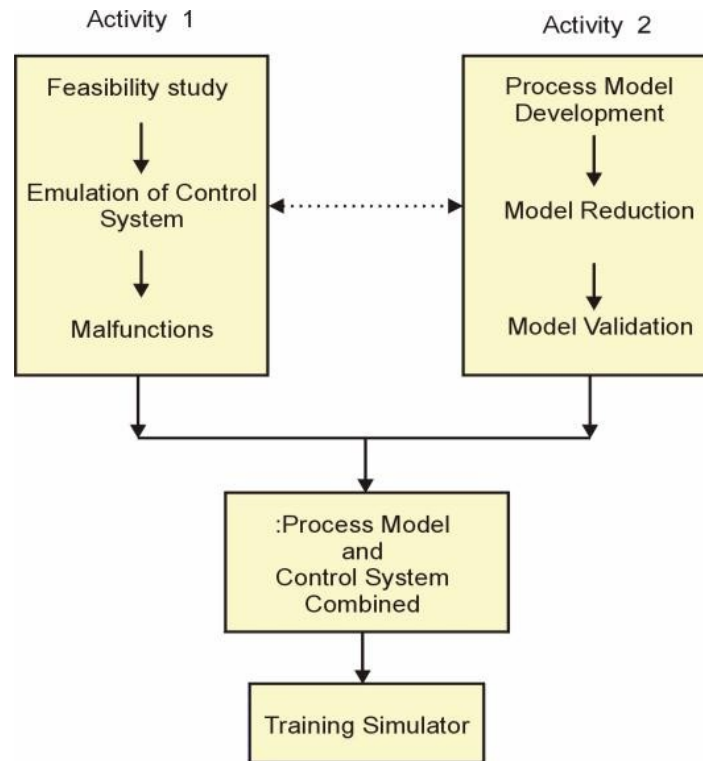 Activity 1
Feasibility study
Emulation of Control
System
Malfunctions
Activity 2
Process Model
Development
Model Reduction
Model Validation
:Process Model
and
Control System
Combined
Training Simulator